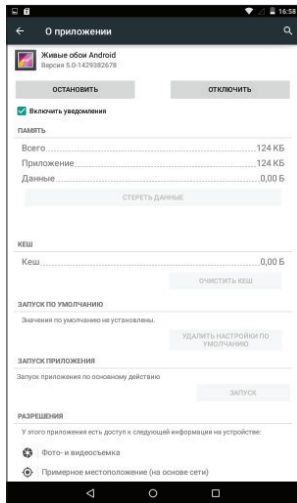 16:58
О приложении
Живые обои Android
Версия 5.0-1429382678
ОСТАНОВИТЬ ОТКЛЮЧИТЬ
Включить уведомления
ПАМЯТЬ
Всего 124 КБ
Приложение 124 КБ
Данные 0,00 Б
СТЕРЕТЬ ДАННЫЕ
КЕШ
Кеш 0,00 Б
ОЧИСТИТЬ КЕШ
ЗАПУСК ПО УМОЛЧАНИЮ
Значения по умолчанию не установлены.
УДАЛИТЬ НАСТРОЙКИ ПО
УМОЛЧАНИЮ
ЗАПУСК ПРИЛОЖЕНИЯ
Запуск приложения по основному действию
ЗАПУСК
РАЗРЕШЕНИЯ
У этого приложения есть доступ к следующей информации на устройстве:
Фото- и видеосъемка
Примерное местоположение (на основе сети)